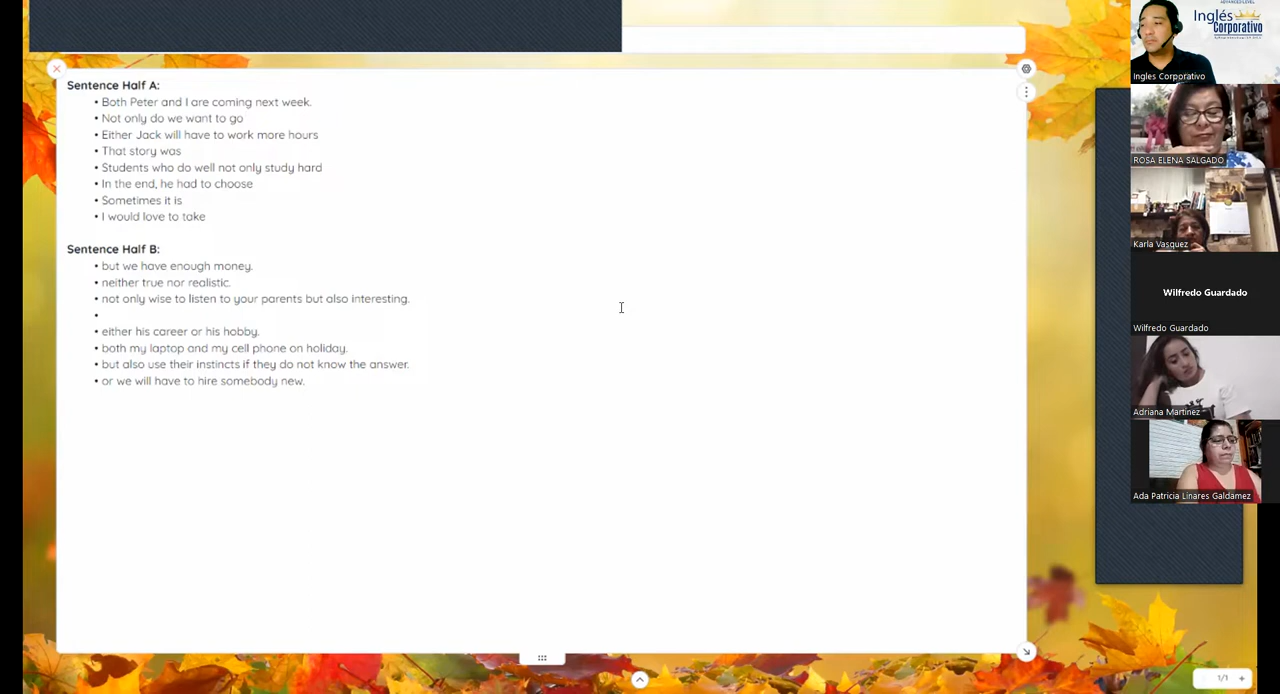 ADVANCED LEVEL
Inglés
Corporativo
Ingles Corporativo
Sentence Half A:
• Both Peter and I are coming next week.
• Not only do we want to go
• Either Jack will have to work more hours
• That story was
• Students who do well not only study hard
• In the end, he had to choose
• Sometimes it is
• I would love to take
Sentence Half B:
• but we have enough money.
• neither true nor realistic.
• not only wise to listen to your parents but also interesting.
•
• either his career or his hobby.
• both my laptop and my cell phone on holiday.
• but also use their instincts if they do not know the answer.
• or we will have to hire somebody new.
ROSA ELENA SALGADO
Karla Vasquez
Wilfredo Guardado
Wilfredo Guardado
Adriana Martinez
Ada Patricia Linares Galdamez
1/1